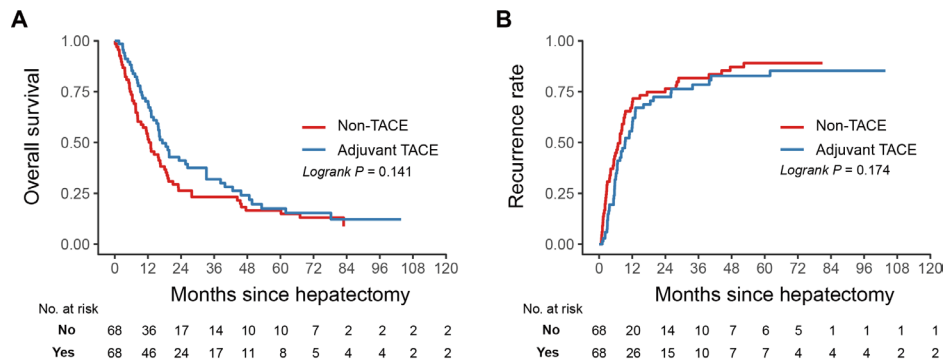 A
Overall survival
1.00
0.75
0.50
0.25
0.00
Non-TACE
Adjuvant TACE
Logrank P = 0.141
0 12 24 36 48 60 72 84 96 108 120
Months since hepatectomy
No. at risk
No 68 36 17 14 10 10 7 2 2 2 2
Yes 68 46 24 17 11 8 5 4 4 2 2
B
Recurrence rate
1.00
0.75
0.50
0.25
0.00
Non-TACE
Adjuvant TACE
Logrank P = 0.174
0 12 24 36 48 60 72 84 96 108 120
Months since hepatectomy
No. at risk
No 68 20 14 10 7 6 5 1 1 1 1
Yes 68 26 15 10 7 7 4 4 4 2 2